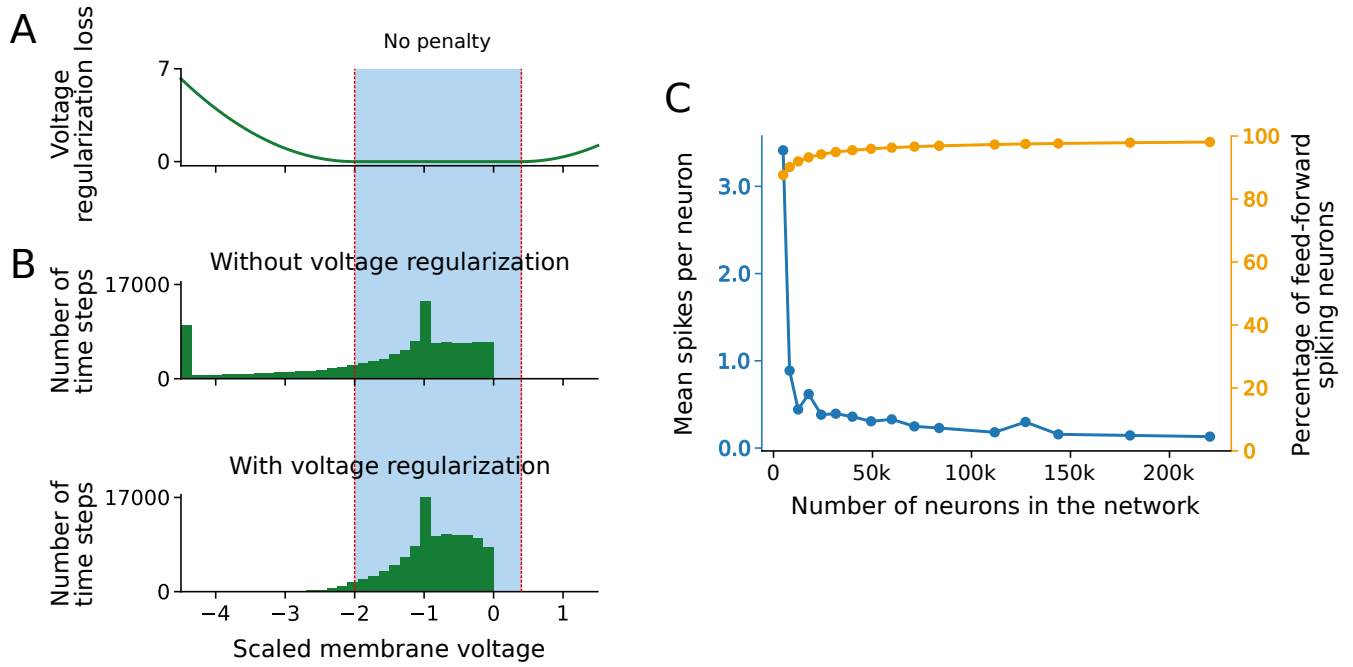 A
Voltage
regularization loss
No penalty
7
0
B
Without voltage regularization
Number of
time steps
17000
0
With voltage regularization
Number of
time steps
17000
0
−4
−3
−2
−1
0
1
Scaled membrane voltage
C
Mean spikes per neuron
3.0
2.0
1.0
0.0
0
50k
100k
150k
200k
Number of neurons in the network
100
80
60
40
20
0
Percentage of feed-forward
spiking neurons